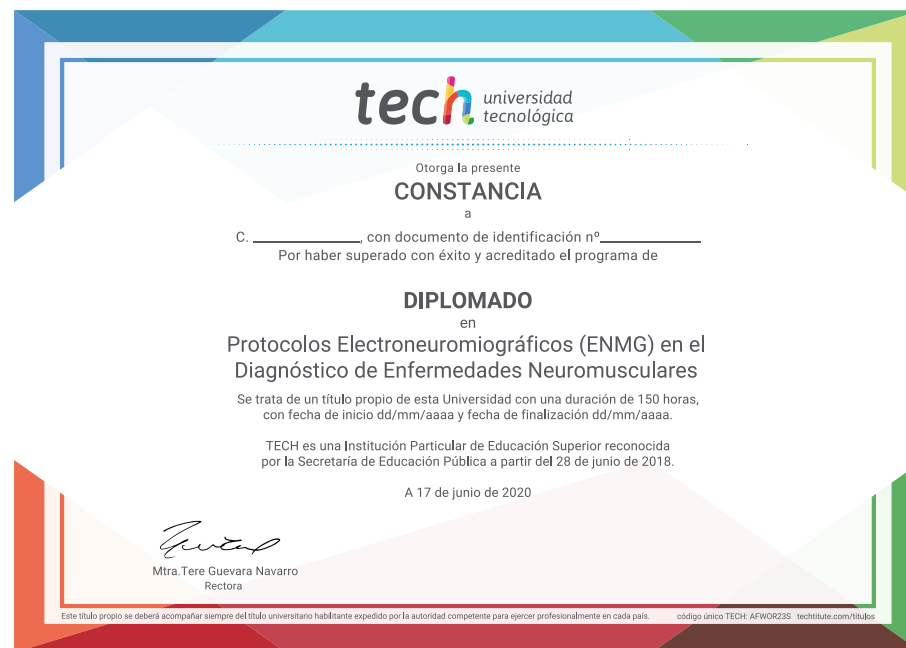 tech universidad
tecnológica
Otorga la presente
CONSTANCIA
a
C. ____________, con documento de identificación nº____________
Por haber superado con éxito y acreditado el programa de
DIPLOMADO
en
Protocolos Electroneuromiográficos (ENMG) en el
Diagnóstico de Enfermedades Neuromusculares
Se trata de un título propio de esta Universidad con una duración de 150 horas,
con fecha de inicio dd/mm/aaaa y fecha de finalización dd/mm/aaaa.
TECH es una Institución Particular de Educación Superior reconocida
por la Secretaría de Educación Pública a partir del 28 de junio de 2018.
A 17 de junio de 2020
Mtra.Tere Guevara Navarro
Rectora
Este título propio se deberá acompañar siempre del título universitario habilitante expedido por la autoridad competente para ejercer profesionalmente en cada país. código único TECH: AFWOR23S techtitute.com/titulos